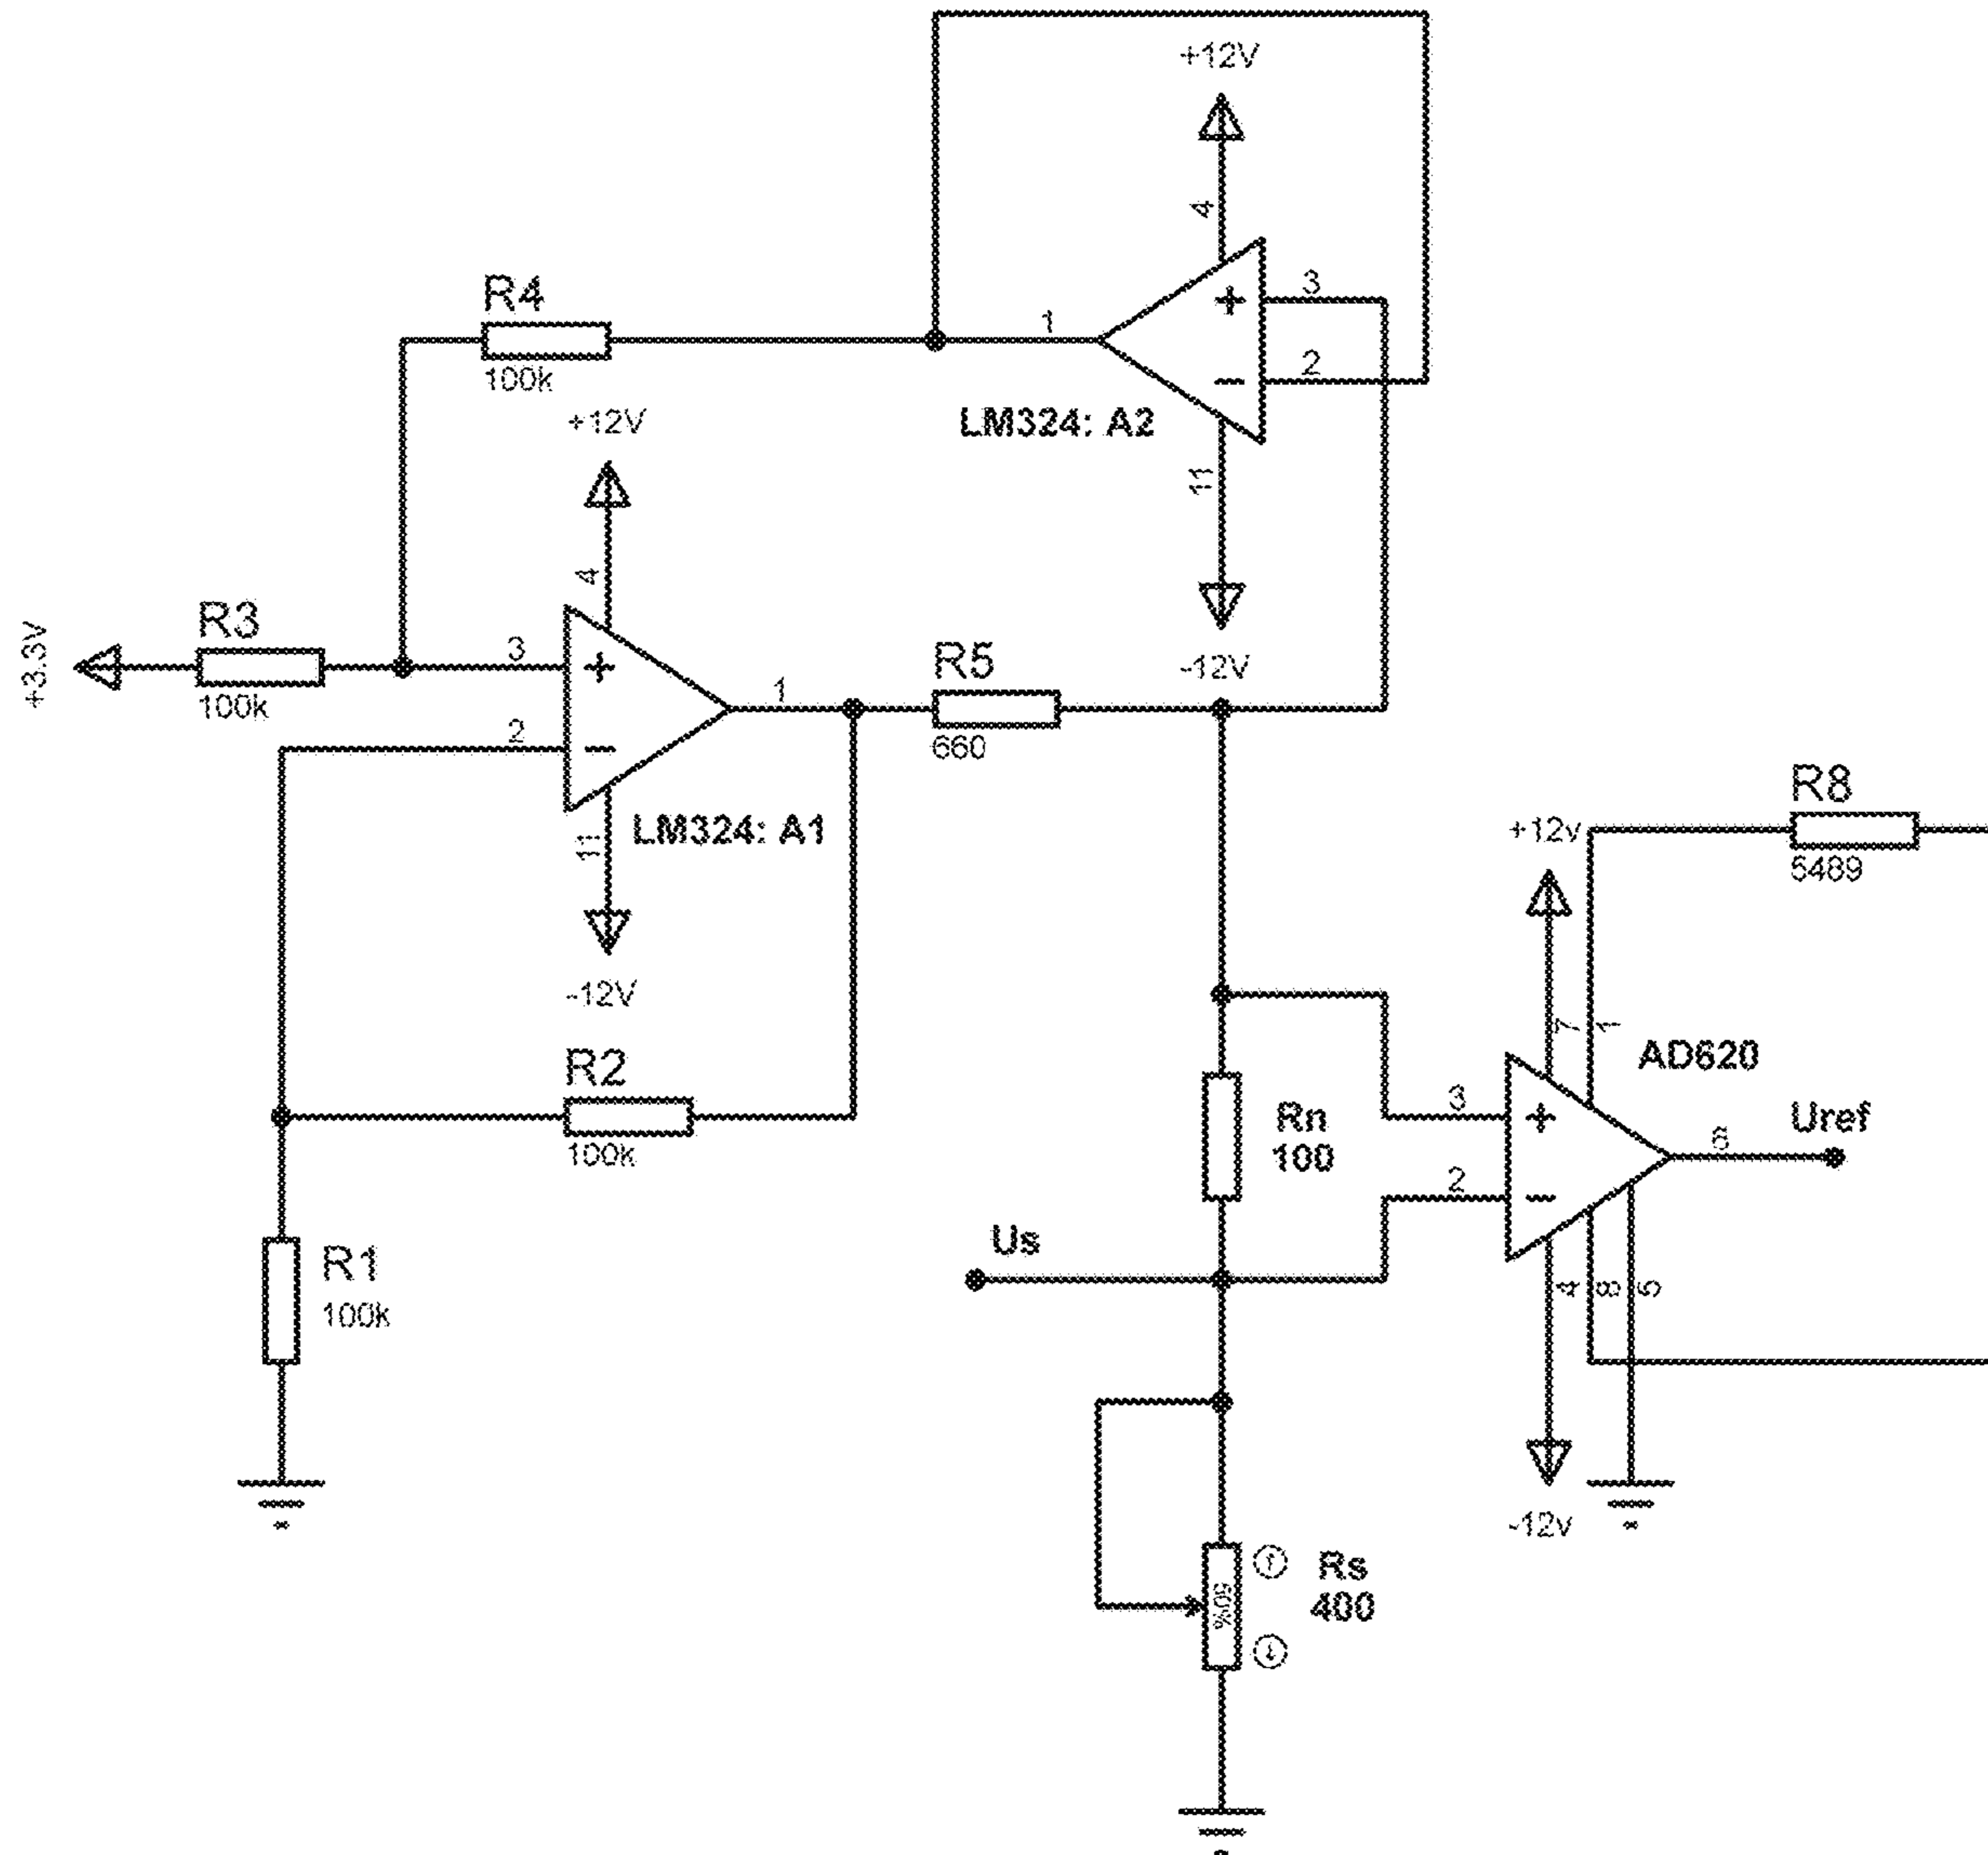 +12V
4
R4
100k
1
3
2
LM324: A2
11
-12V
+12V
4
+3.3V
R3
100k
3
2
1
LM324: A1
11
-12V
R5
660
R8
5489
+12v
7
1
AD620
R2
100k
Rn
100
3
2
6
Uref
Us
R1
100k
4
8
5
-12v
50%
Rs
400